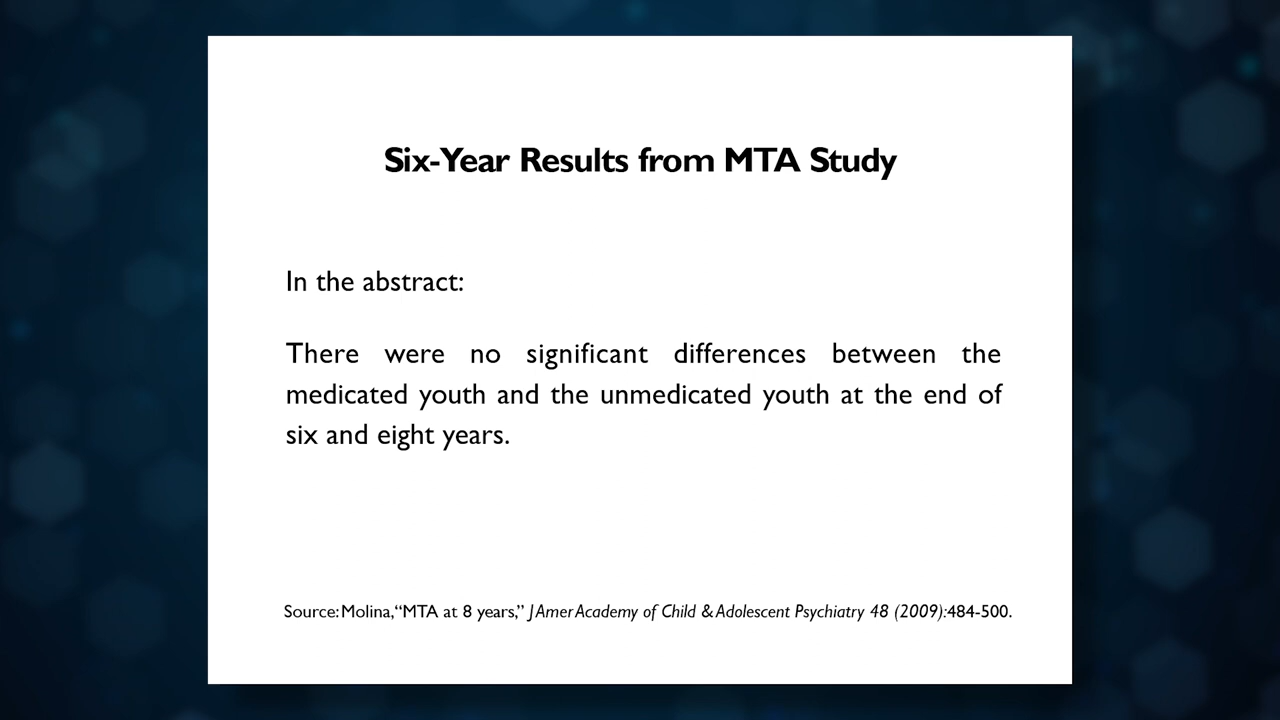 Six-Year Results from MTA Study
In the abstract:
There were no significant differences between the
medicated youth and the unmedicated youth at the end of
six and eight years.
Source: Molina, “MTA at 8 years,” J Amer Academy of Child & Adolescent Psychiatry 48 (2009):484-500.